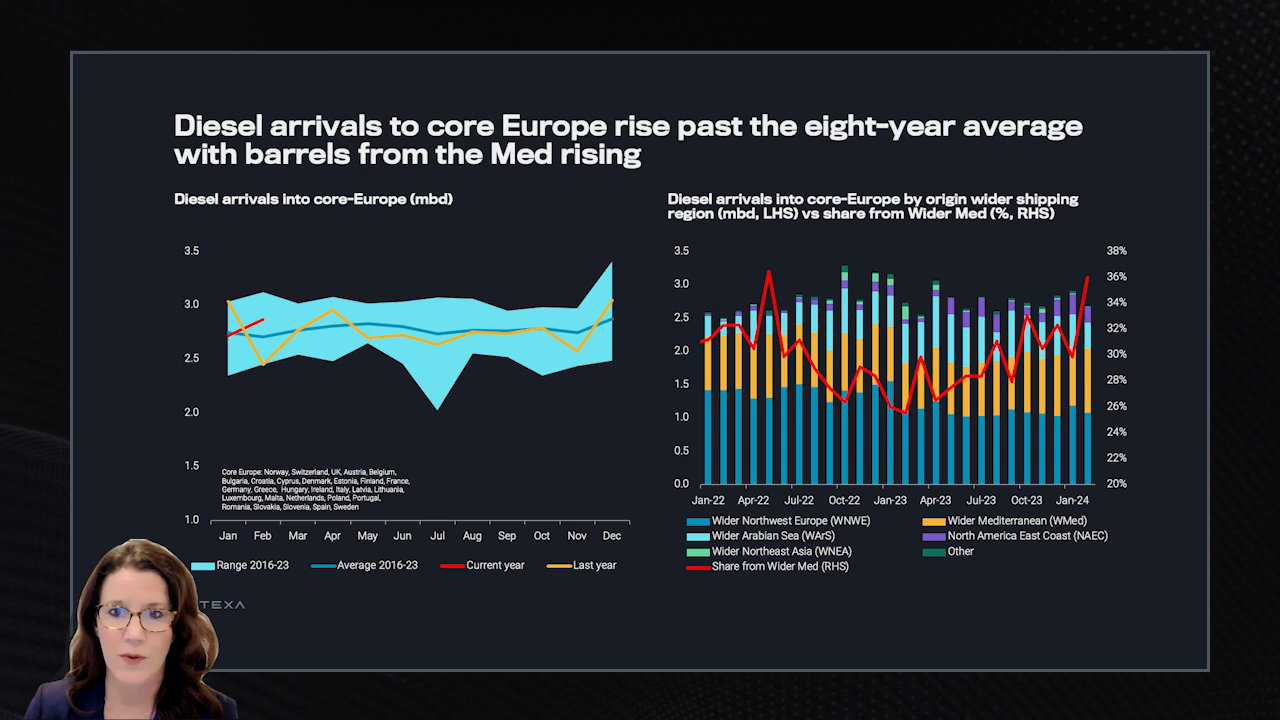 Diesel arrivals to core Europe rise past the eight-year average
with barrels from the Med rising
Diesel arrivals into core-Europe (mbd)
3.5
3.0
2.5
2.0
1.5
1.0
Core Europe: Norway, Switzerland, UK, Austria, Belgium,
Bulgaria, Croatia, Cyprus, Denmark, Estonia, Finland, France,
Germany, Greece, Hungary, Ireland, Italy, Latvia, Lithuania,
Luxembourg, Malta, Netherlands, Poland, Portugal,
Romania, Slovakia, Slovenia, Spain, Sweden
Jan Feb Mar Apr May Jun Jul Aug Sep Oct Nov Dec
Range 2016-23 Average 2016-23 Current year Last year
Diesel arrivals into core-Europe by origin wider shipping
region (mbd, LHS) vs share from Wider Med (%, RHS)
3.5
3.0
2.5
2.0
1.5
1.0
0.5
0.0
38%
36%
34%
32%
30%
28%
26%
24%
22%
20%
Jan-22 Apr-22 Jul-22 Oct-22 Jan-23 Apr-23 Jul-23 Oct-23 Jan-24
Wider Northwest Europe (WNWE) Wider Mediterranean (WMed)
Wider Arabian Sea (WArS) North America East Coast (NAEC)
Wider Northeast Asia (WNEA) Other
Share from Wider Med (RHS)
TEXA